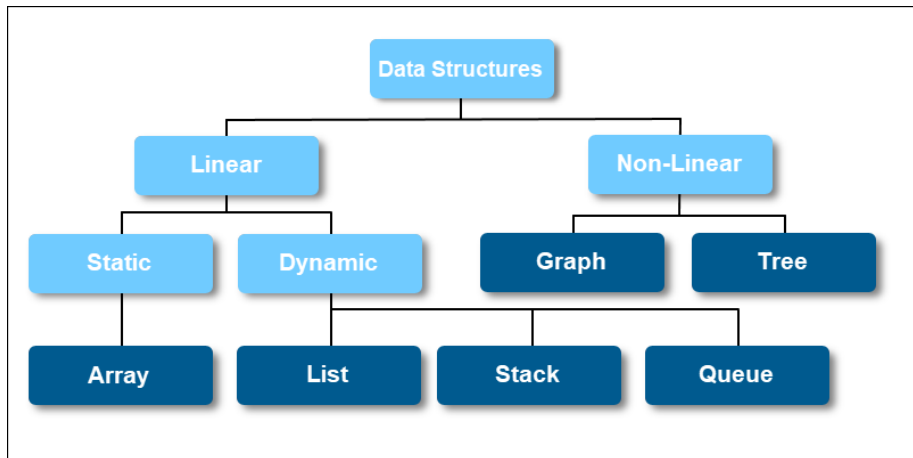 Data Structures
Linear
Non-Linear
Static
Dynamic
Graph
Tree
Array
List
Stack
Queue